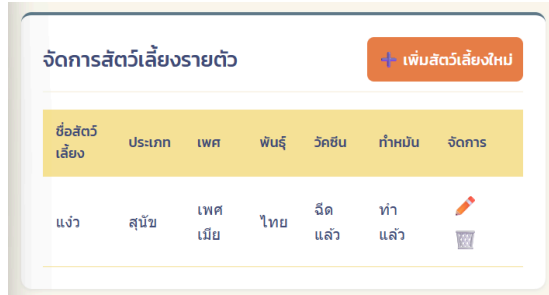 จัดการสัตว์เลี้ยงรายตัว
เพิ่มสัตว์เลี้ยงใหม่
ชื่อสัตว์
เลี้ยง
ประเภท
เพศ
พันธุ์
วัคซีน
ทำหมัน
จัดการ
แง๋ว
สุนัข
เพศ
เมีย
ไทย
ฉีด
แล้ว
ทำ
แล้ว